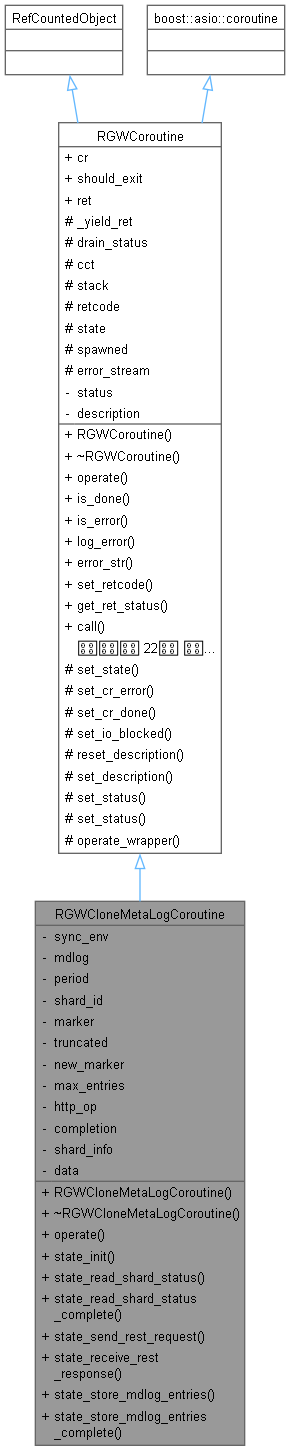 RefCountedObject
boost::asio::coroutine
RGWCoroutine
+ cr
+ should_exit
+ ret
# _yield_ret
# drain_status
# cct
# stack
# retcode
# state
# spawned
# error_stream
- status
- description
+ RGWCoroutine()
+ ~RGWCoroutine()
+ operate()
+ is_done()
+ is_error()
+ log_error()
+ error_str()
+ set_retcode()
+ get_ret_status()
+ call()
22 ...
# set_state()
# set_cr_error()
# set_cr_done()
# set_io_blocked()
# reset_description()
# set_description()
# set_status()
# set_status()
# operate_wrapper()
RGWCloneMetaLogCoroutine
- sync_env
- mdlog
- period
- shard_id
- marker
- truncated
- new_marker
- max_entries
- http_op
- completion
- shard_info
- data
+ RGWCloneMetaLogCoroutine()
+ ~RGWCloneMetaLogCoroutine()
+ operate()
+ state_init()
+ state_read_shard_status()
+ state_read_shard_status
_complete()
+ state_send_rest_request()
+ state_receive_rest
_response()
+ state_store_mdlog_entries()
+ state_store_mdlog_entries
_complete()